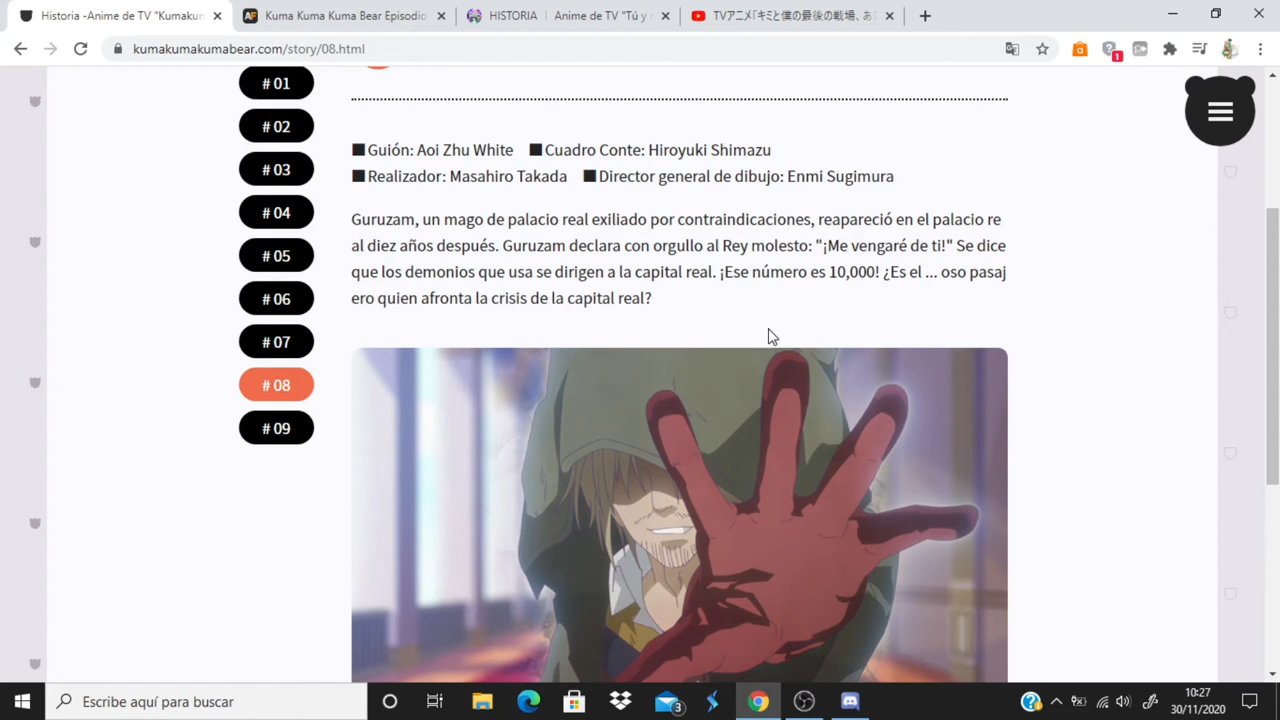 Historia -Anime de TV "Kumakum
Kuma Kuma Kuma Bear Episodio
HISTORIA | Anime de TV "Tú y
TVアニメ「キミと僕の最後の戦場、あ
kumakumakumabear.com/story/08.html
1
# 01
# 02
# 03
# 04
# 05
# 06
# 07
# 08
# 09
■Guión: Aoi Zhu White ■Cuadro Conte: Hiroyuki Shimazu
■Realizador: Masahiro Takada ■Director general de dibujo: Enmi Sugimura
Guruzam, un mago de palacio real exiliado por contraindicaciones, reapareció en el palacio re
al diez años después. Guruzam declara con orgullo al Rey molesto: "¡Me vengaré de ti!" Se dice
que los demonios que usa se dirigen a la capital real. ¡Ese número es 10,000! ¿Es el ... oso pasaj
ero quien afronta la crisis de la capital real?
Escribe aquí para buscar
3
10:27
30/11/2020